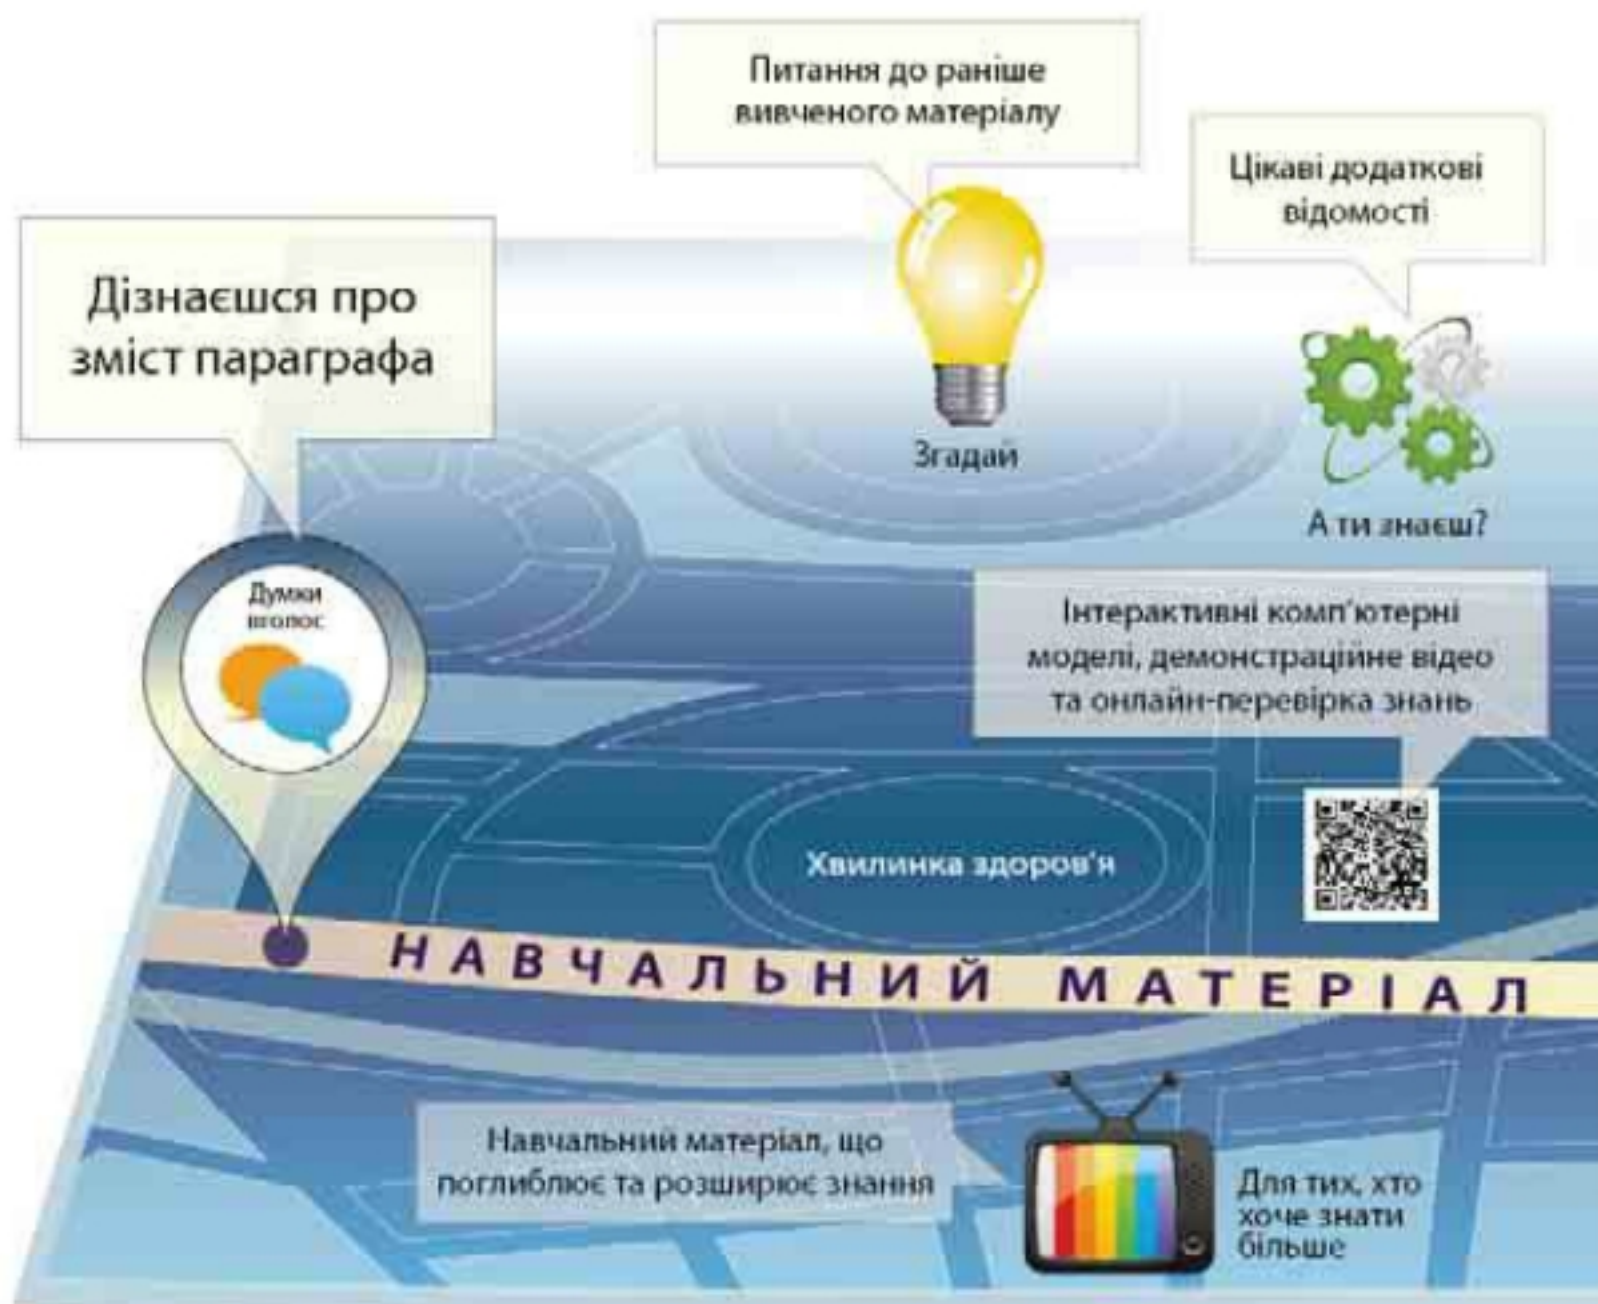 Питання до раніше
вивченого матеріалу
Цікаві додаткові
відомості
Дізнаєшся про
зміст параграфа
Згадай
А ти знаєш?
Думки
вголос
Інтерактивні комп'ютерні
моделі, демонстраційне відео
та онлайн-перевірка знань
Хвилинка здоров'я
НАВЧАЛЬНИЙ МАТЕРІАЛ
Навчальний матеріал, що
поглиблює та розширює знання
Для тих, хто
хоче знати
більше